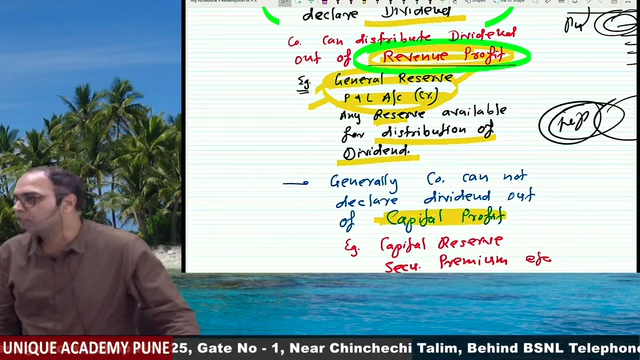 declare Dividend
Co. Can distribute Dividend
out of Revenue Profit
Eg. General Reserve
P & L A/c (Cr.)
Any Reserve available
for distribution of
Dividend.
→ Generally Co. can not
declare dividend out
of Capital Profit
Eg. Capital Reserve
Secu. Premium etc
UNIQUE ACADEMY PUNE
25, Gate No - 1, Near Chinchechi Talim, Behind BSNL Telephon